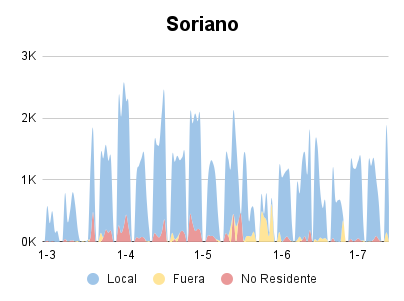 Soriano
3K
2K
1K
0K
1-3 1-4 1-5 1-6 1-7
Local Fuera No Residente